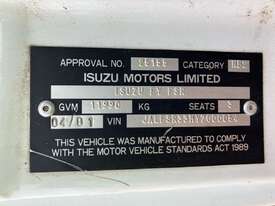 APPROVAL NO. 26155 CATEGORY NB2
ISUZU MOTORS LIMITED
ISUZU FY FSR
GVM 11990 KG SEATS 3
04/01 VIN
THIS VEHICLE WAS MANUFACTURED TO COMPLY
WITH THE MOTOR VEHICLE STANDARDS ACT 1989